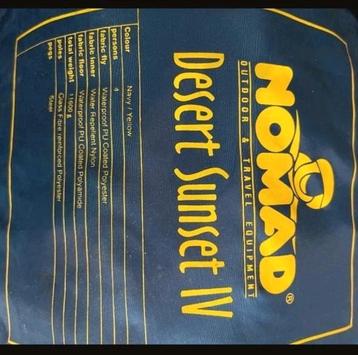 NOMAD®
OUTDOOR & TRAVEL EQUIPMENT
Desert Sunset IV
Colour Navy / Yellow
persons 4
fabric fly Waterproof PU Coated Polyester
fabric inner Water Repellent Nylon
fabric floor Waterproof PU Coated Polyamide
total weight 11500 g
poles Glass Fibre reinforced Polyester
pegs Steel